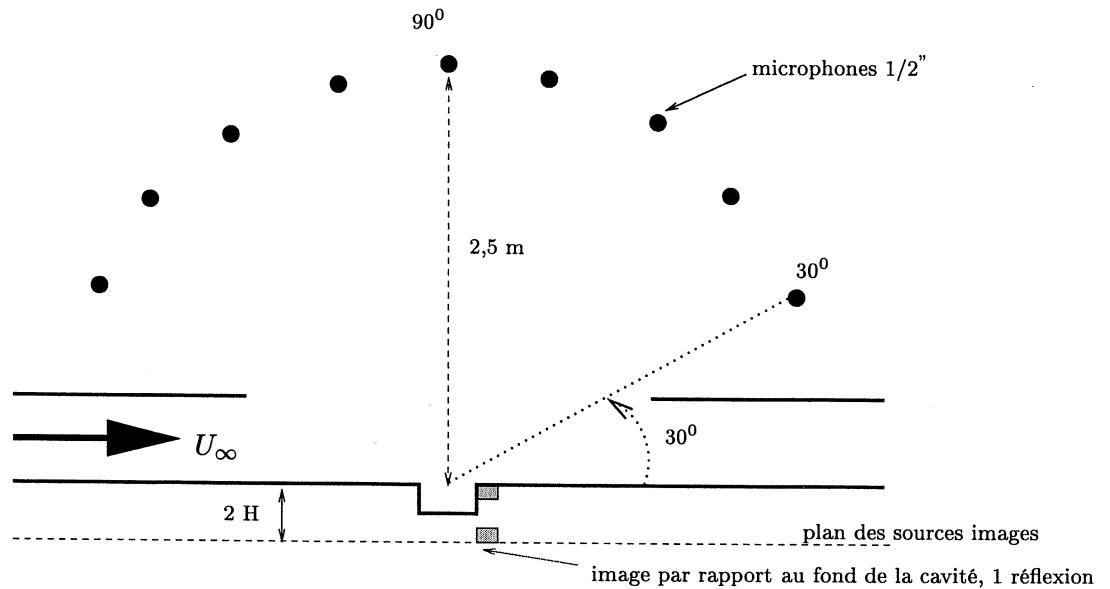 90⁰
microphones 1/2"
2,5 m
30⁰
U∞
30⁰
2 H
plan des sources images
image par rapport au fond de la cavité, 1 réflexion